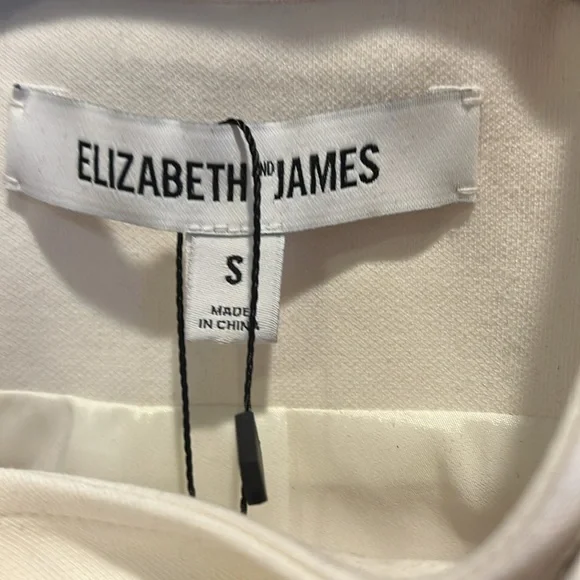 ELIZABETH AND JAMES
S
MADE
IN CHINA